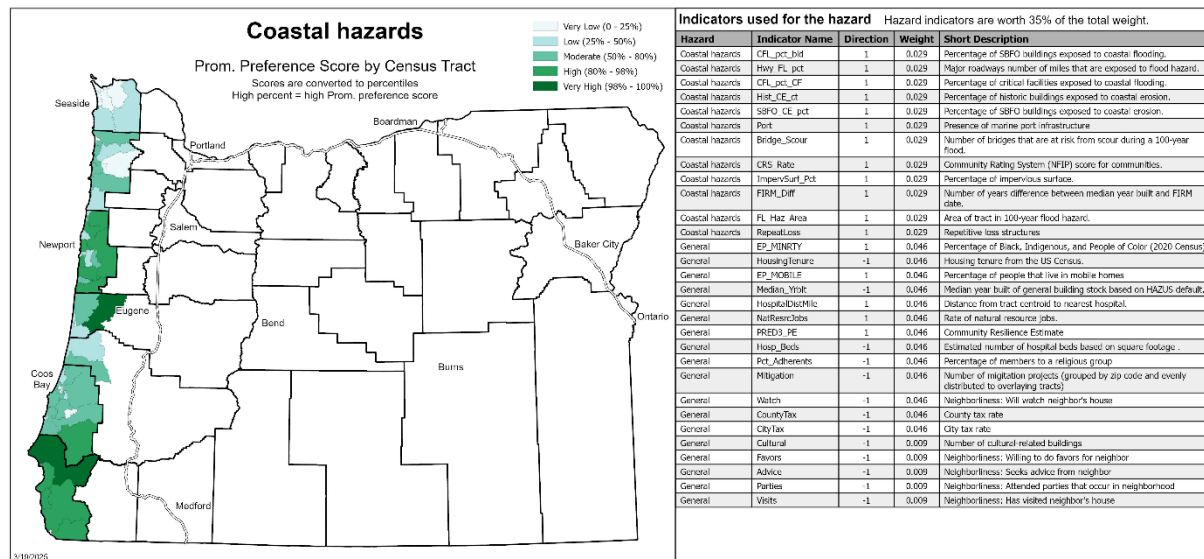 Coastal hazards
Prom. Preference Score by Census Tract
Scores are converted to percentiles
High percent = high Prom. preference score
Very Low (0 - 25%)
Low (25% - 50%)
Moderate (50% - 80%)
High (80% - 98%)
Very High (98% - 100%)
Seaside
Portland
Boardman
Salem
Newport
Baker City
Eugene
Bend
Ontario
Coos
Bay
Burns
Medford
3/19/2025
Indicators used for the hazard Hazard indicators are worth 35% of the total weight.
Hazard Indicator Name Direction Weight Short Description
Coastal hazards CFL_pct_bld 1 0.029 Percentage of SBFO buildings exposed to coastal flooding.
Coastal hazards Hwy_FL_pct 1 0.029 Major roadways number of miles that are exposed to flood hazard.
Coastal hazards CFL_pct_CF 1 0.029 Percentage of critical facilities exposed to coastal flooding.
Coastal hazards Hist_CE_ct 1 0.029 Percentage of historic buildings exposed to coastal erosion.
Coastal hazards SBFO_CE_pct 1 0.029 Percentage of SBFO buildings exposed to coastal erosion.
Coastal hazards Port 1 0.029 Presence of marine port infrastructure
Coastal hazards Bridge_Scour 1 0.029 Number of bridges that are at risk from scour during a 100-year
flood.
Coastal hazards CRS_Rate 1 0.029 Community Rating System (NFIP) score for communities.
Coastal hazards ImpervSurf_Pct 1 0.029 Percentage of impervious surface.
Coastal hazards FIRM_Diff 1 0.029 Number of years difference between median year built and FIRM
date.
Coastal hazards FL_Haz_Area 1 0.029 Area of tract in 100-year flood hazard.
Coastal hazards RepeatLoss 1 0.029 Repetitive loss structures
General EP_MINRTY 1 0.046 Percentage of Black, Indigenous, and People of Color (2020 Census)
General HousingTenure -1 0.046 Housing tenure from the US Census.
General EP_MOBILE 1 0.046 Percentage of people that live in mobile homes
General Median_Yrblt -1 0.046 Median year built of general building stock based on HAZUS default.
General HospitalDistMile 1 0.046 Distance from tract centroid to nearest hospital.
General NatResrcJobs 1 0.046 Rate of natural resource jobs.
General PRED3_PE 1 0.046 Community Resilience Estimate
General Hosp_Beds -1 0.046 Estimated number of hospital beds based on square footage .
General Pct_Adherents -1 0.046 Percentage of members to a religious group
General Mitigation -1 0.046 Number of migitation projects (grouped by zip code and evenly
distributed to overlaying tracts)
General Watch -1 0.046 Neighborliness: Will watch neighbor's house
General CountyTax -1 0.046 County tax rate
General CityTax -1 0.046 City tax rate
General Cultural -1 0.009 Number of cultural-related buildings
General Favors -1 0.009 Neighborliness: Willing to do favors for neighbor
General Advice -1 0.009 Neighborliness: Seeks advice from neighbor
General Parties -1 0.009 Neighborliness: Attended parties that occur in neighborhood
General Visits -1 0.009 Neighborliness: Has visited neighbor's house